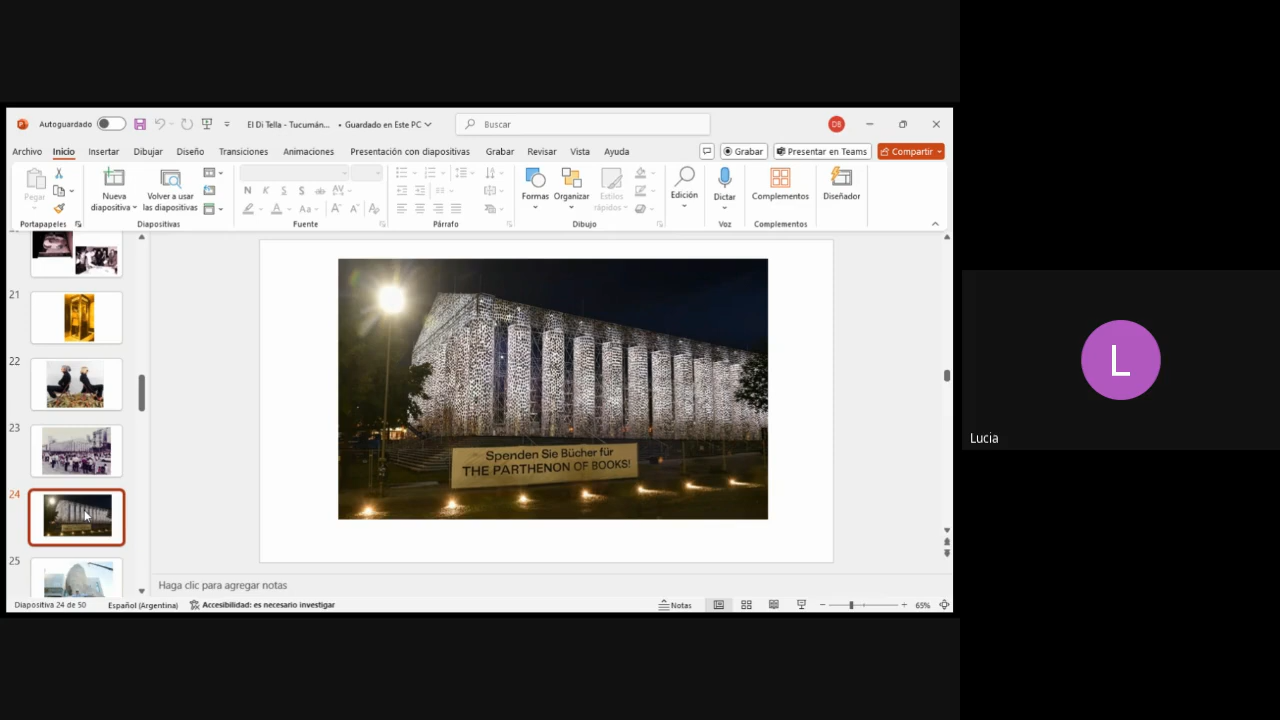 Autoguardado
El Di Tella - Tucumán... • Guardado en Este PC
Buscar
DB
Archivo Inicio Insertar Dibujar Diseño Transiciones Animaciones Presentación con diapositivas Grabar Revisar Vista Ayuda
Grabar
Presentar en Teams
Compartir
Pegar
Nueva diapositiva
Volver a usar las diapositivas
N K S S ab AV
A Aa A A A
Formas
Organizar
Estilos rápidos
Edición
Dictar
Complementos
Diseñador
Portapapeles
Diapositivas
Fuente
Párrafo
Dibujo
Voz
Complementos
21
22
23
24
25
Spenden Sie Bücher für
THE PARTHENON OF BOOKS!
Haga clic para agregar notas
Diapositiva 24 de 50
Español (Argentina)
Accesibilidad: es necesario investigar
Notas
65%
L
Lucia